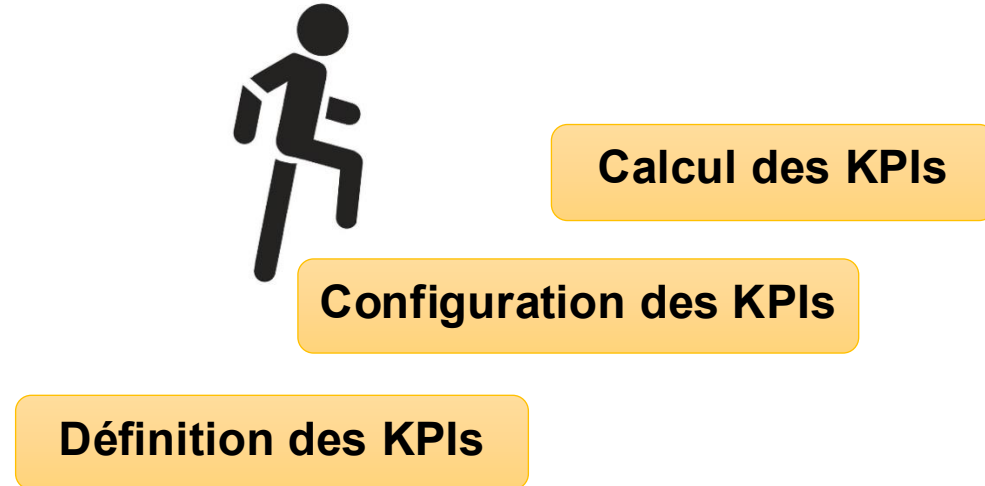 Calcul des KPIs
Configuration des KPIs
Définition des KPIs